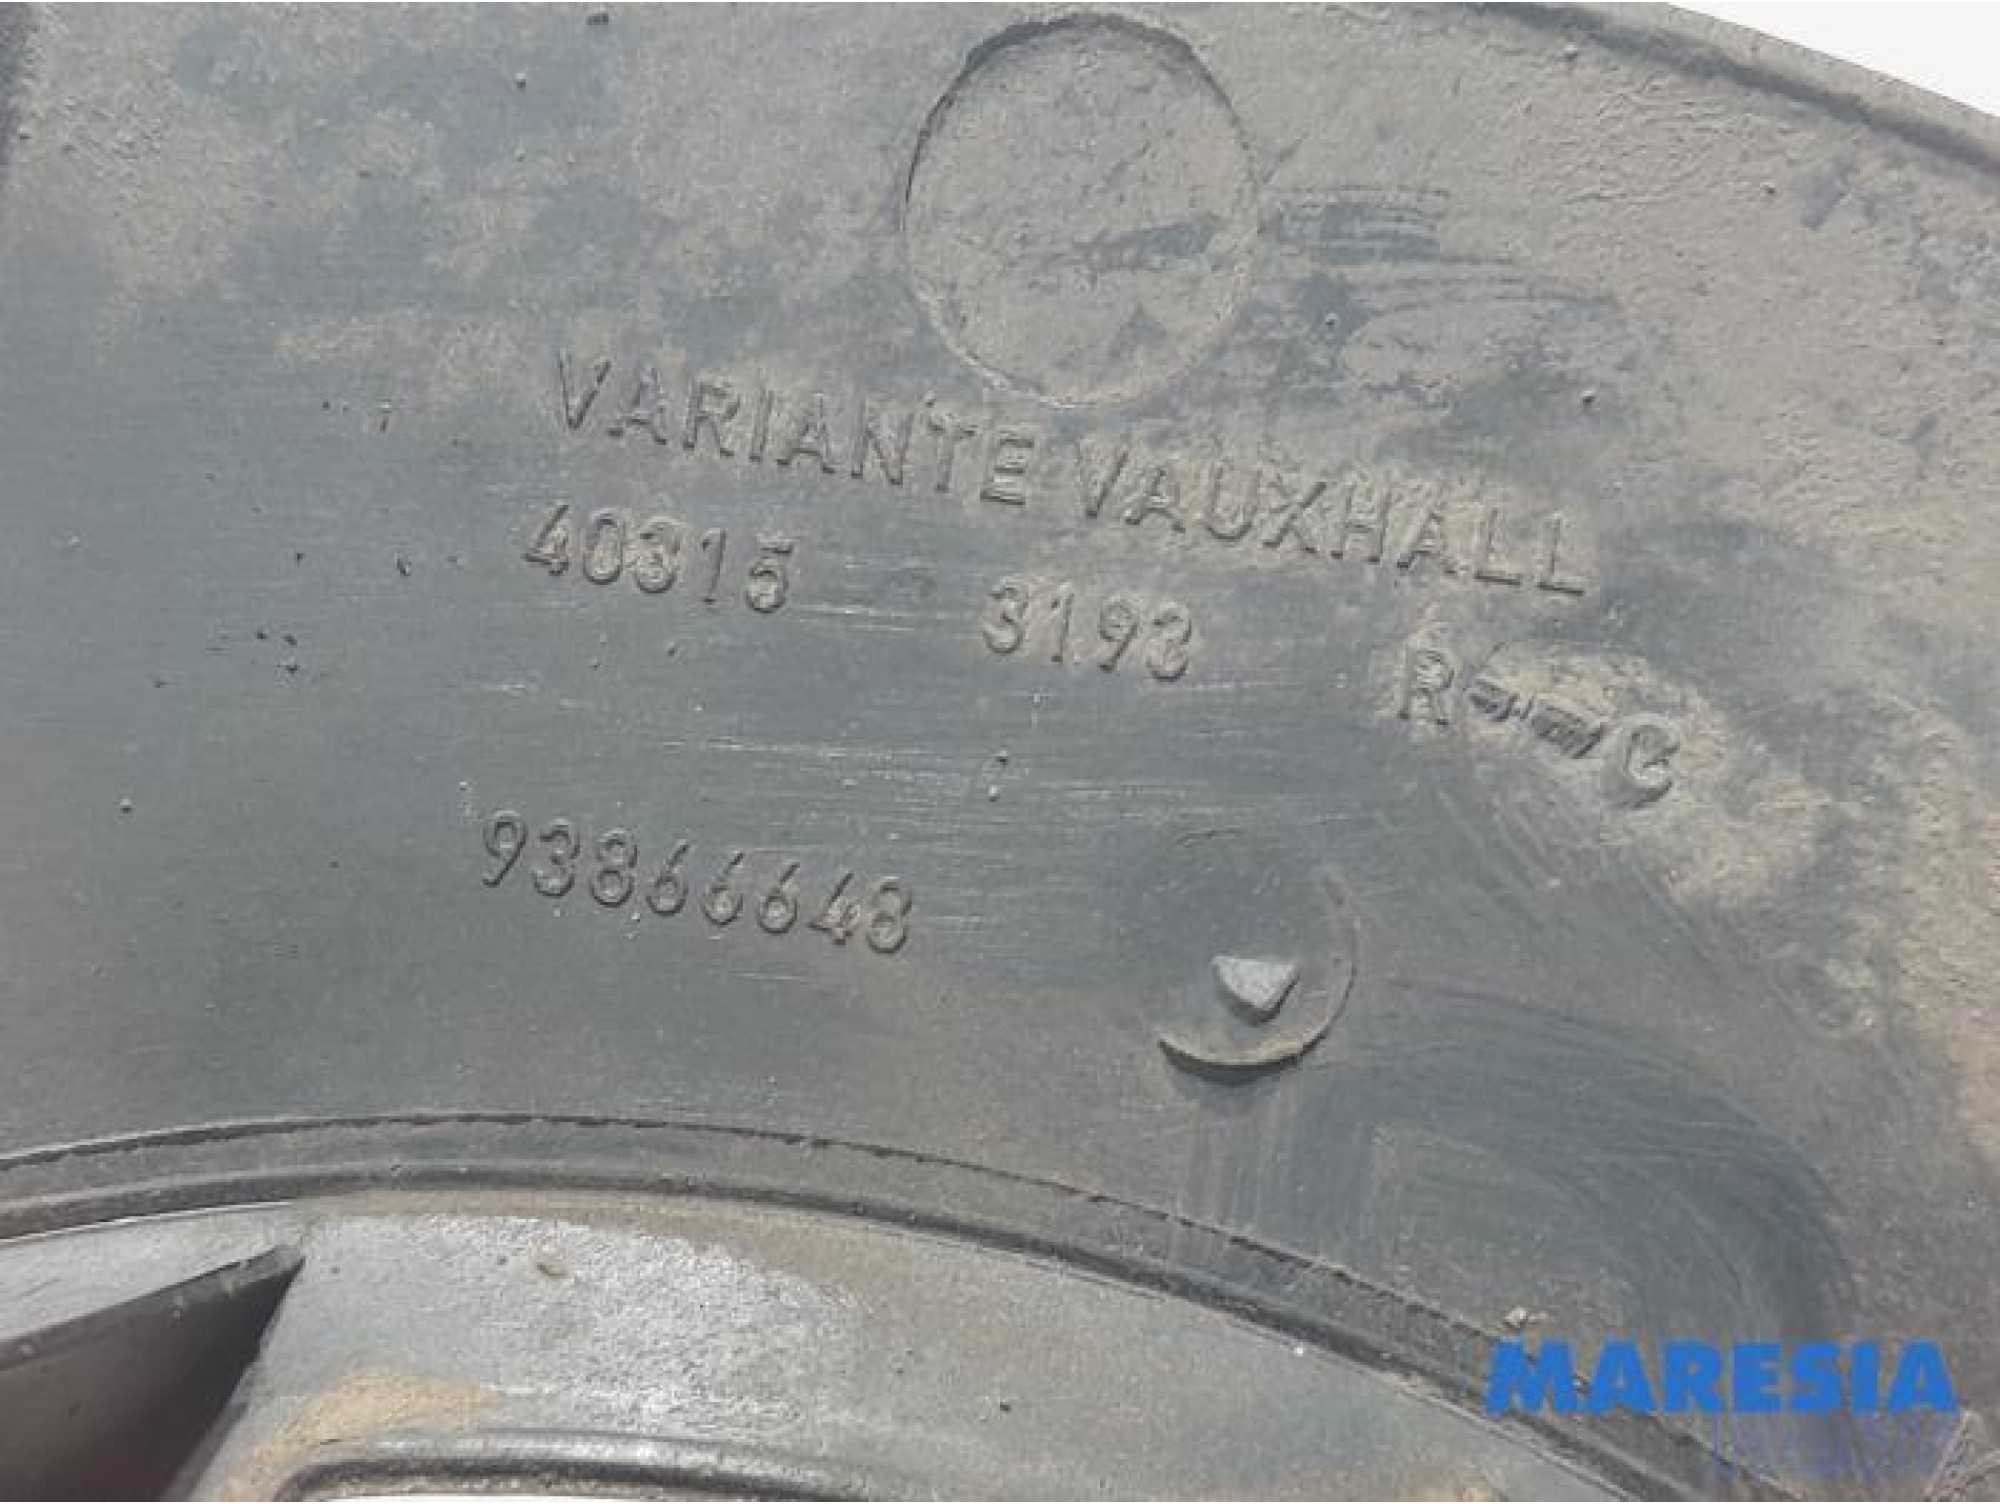 VARIANTE VAUXHALL
40315 3193 R C
93866648
MARESIA